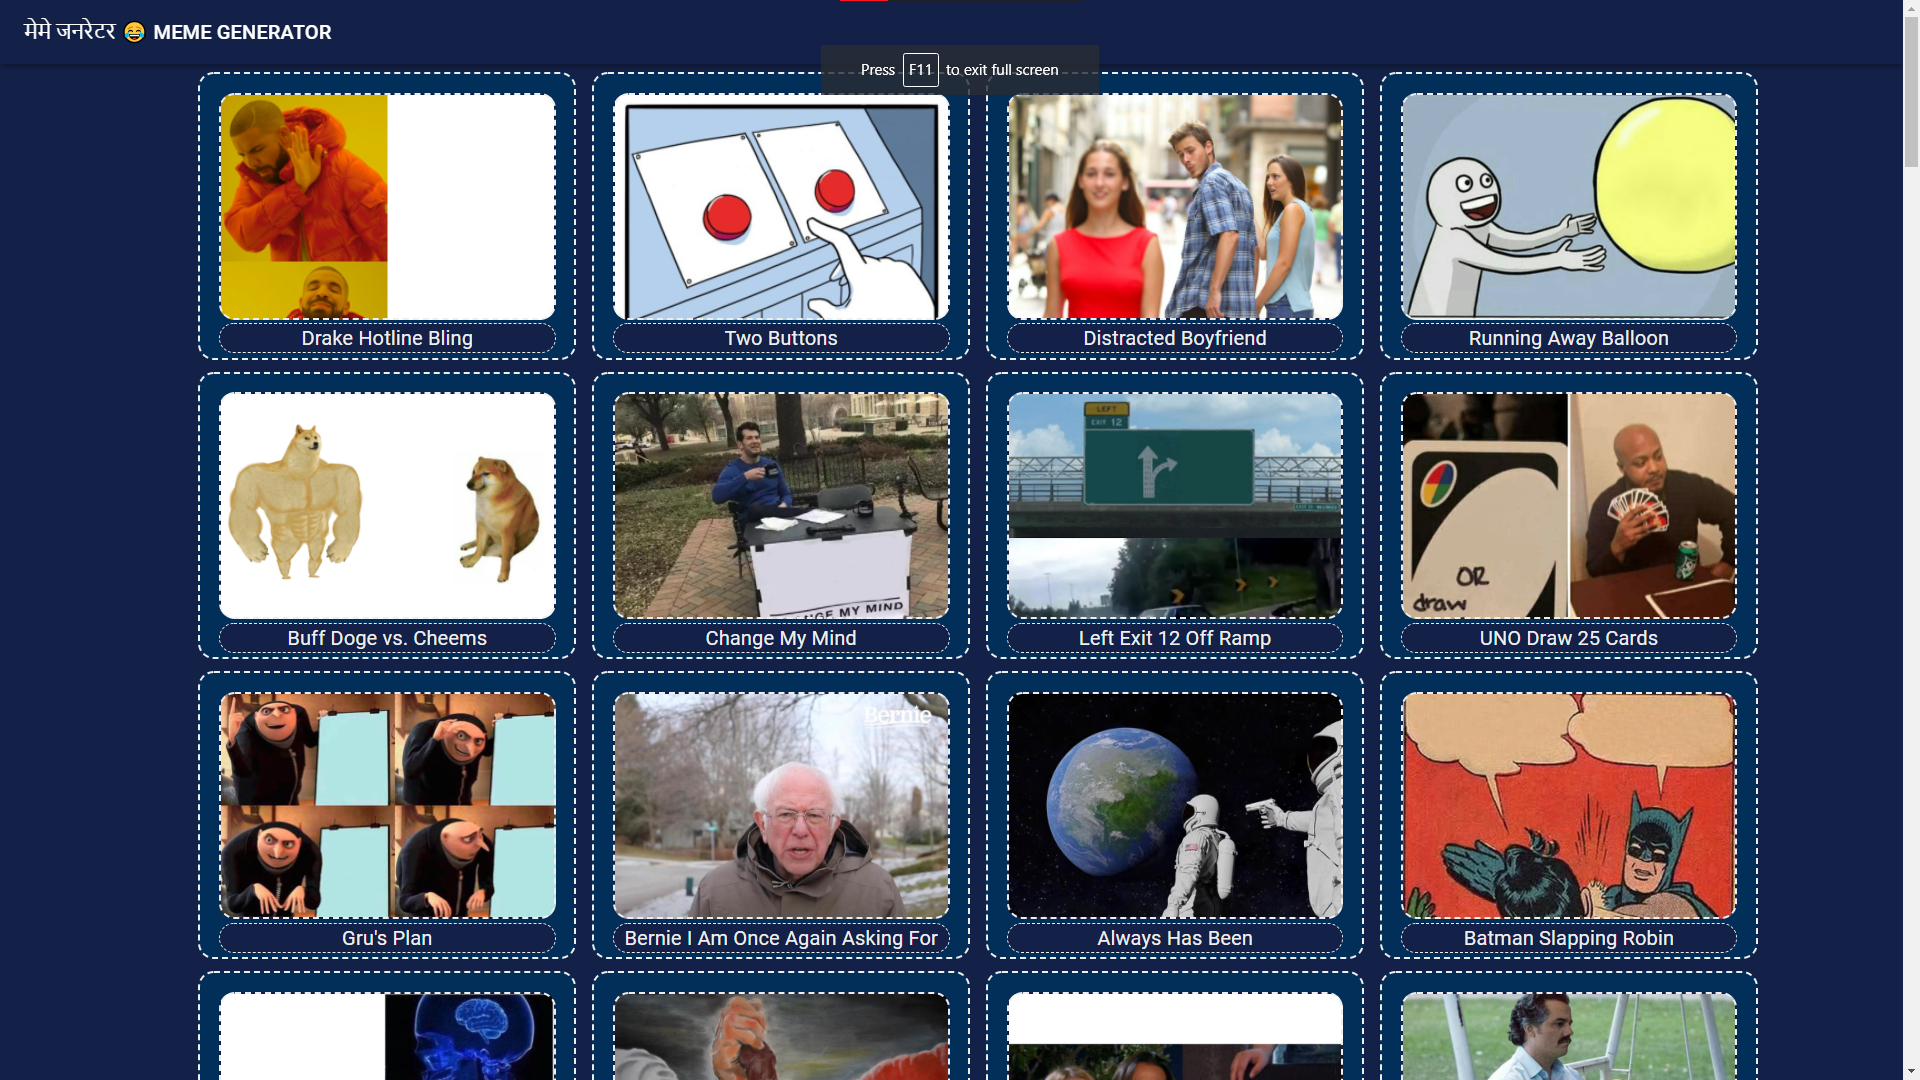 मेमे जनरेटर 😂 MEME GENERATOR
Press F11 to exit full screen
Drake Hotline Bling
Two Buttons
Distracted Boyfriend
Running Away Balloon
CHANGE MY MIND
LEFT
EXIT 12
OR
draw
Buff Doge vs. Cheems
Change My Mind
Left Exit 12 Off Ramp
UNO Draw 25 Cards
Bernie
Gru's Plan
Bernie I Am Once Again Asking For
Always Has Been
Batman Slapping Robin